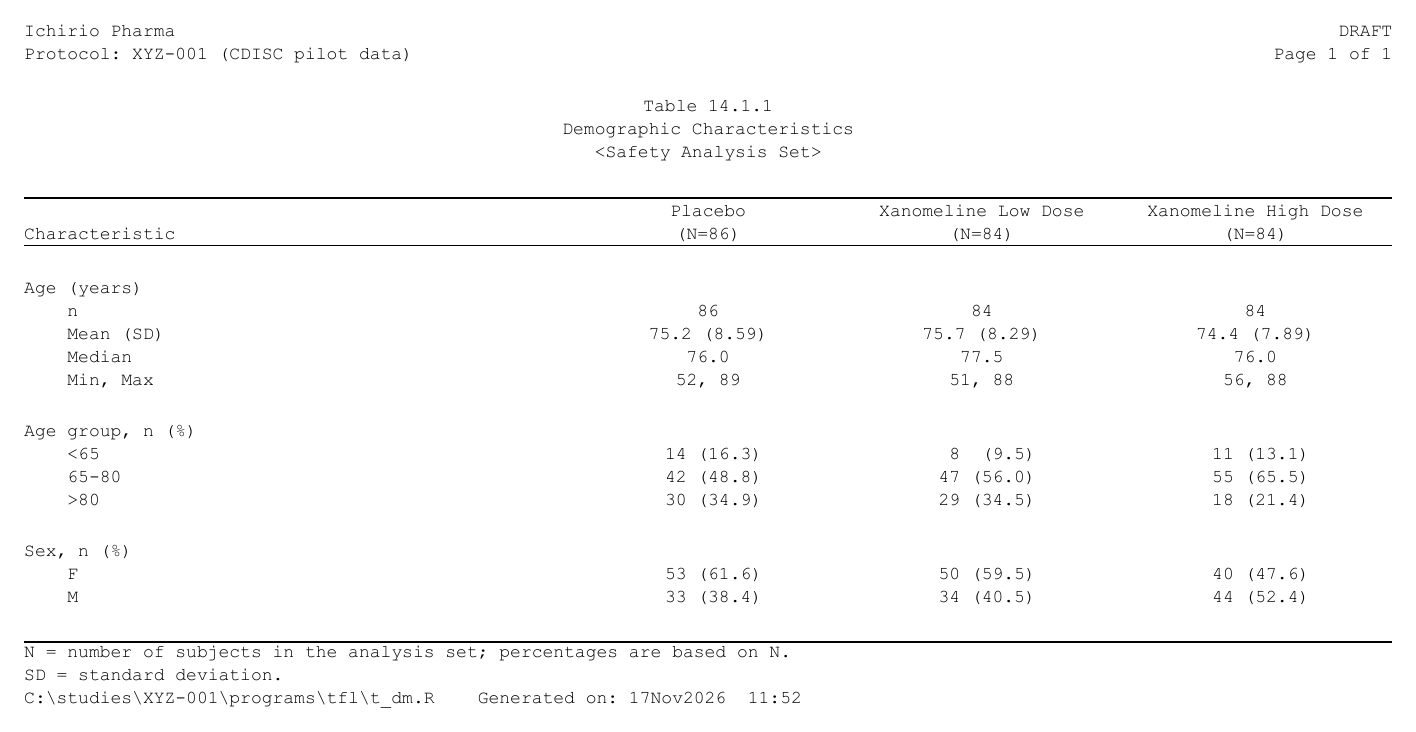 Ichirio Pharma DRAFT
Protocol: XYZ-001 (CDISC pilot data) Page 1 of 1
Table 14.1.1
Demographic Characteristics
<Safety Analysis Set>
Placebo Xanomeline Low Dose Xanomeline High Dose
Characteristic (N=86) (N=84) (N=84)
Age (years)
n 86 84 84
Mean (SD) 75.2 (8.59) 75.7 (8.29) 74.4 (7.89)
Median 76.0 77.5 76.0
Min, Max 52, 89 51, 88 56, 88
Age group, n (%)
<65 14 (16.3) 8 (9.5) 11 (13.1)
65-80 42 (48.8) 47 (56.0) 55 (65.5)
>80 30 (34.9) 29 (34.5) 18 (21.4)
Sex, n (%)
F 53 (61.6) 50 (59.5) 40 (47.6)
M 33 (38.4) 34 (40.5) 44 (52.4)
N = number of subjects in the analysis set; percentages are based on N.
SD = standard deviation.
C:\studies\XYZ-001\programs\tfl\t_dm.R Generated on: 17Nov2026 11:52